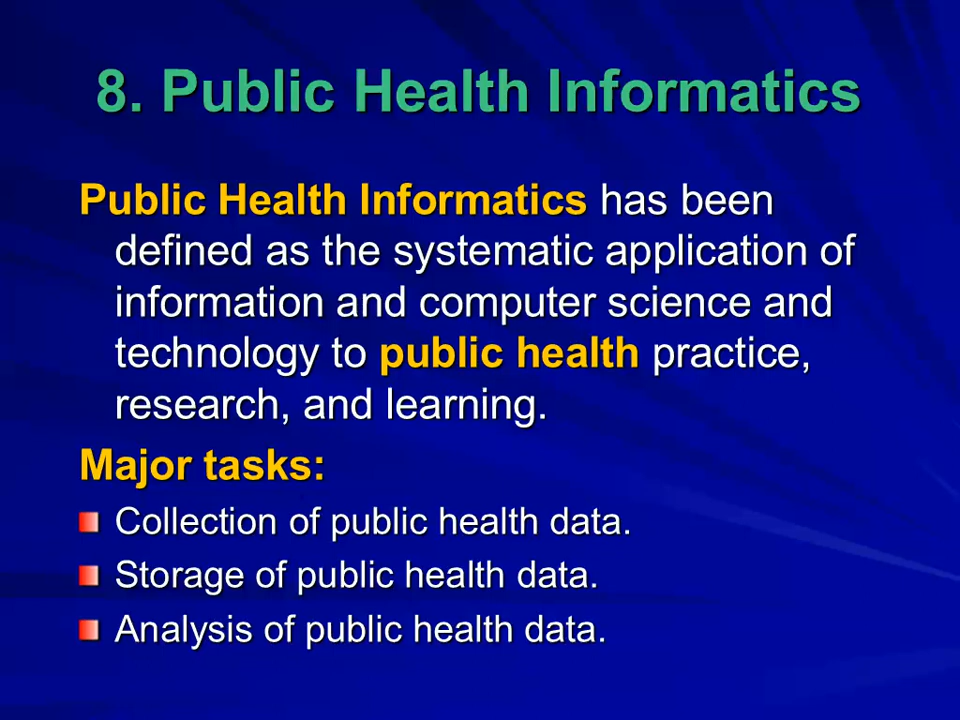 8. Public Health Informatics
Public Health Informatics has been
defined as the systematic application of
information and computer science and
technology to public health practice,
research, and learning.
Major tasks:
Collection of public health data.
Storage of public health data.
Analysis of public health data.